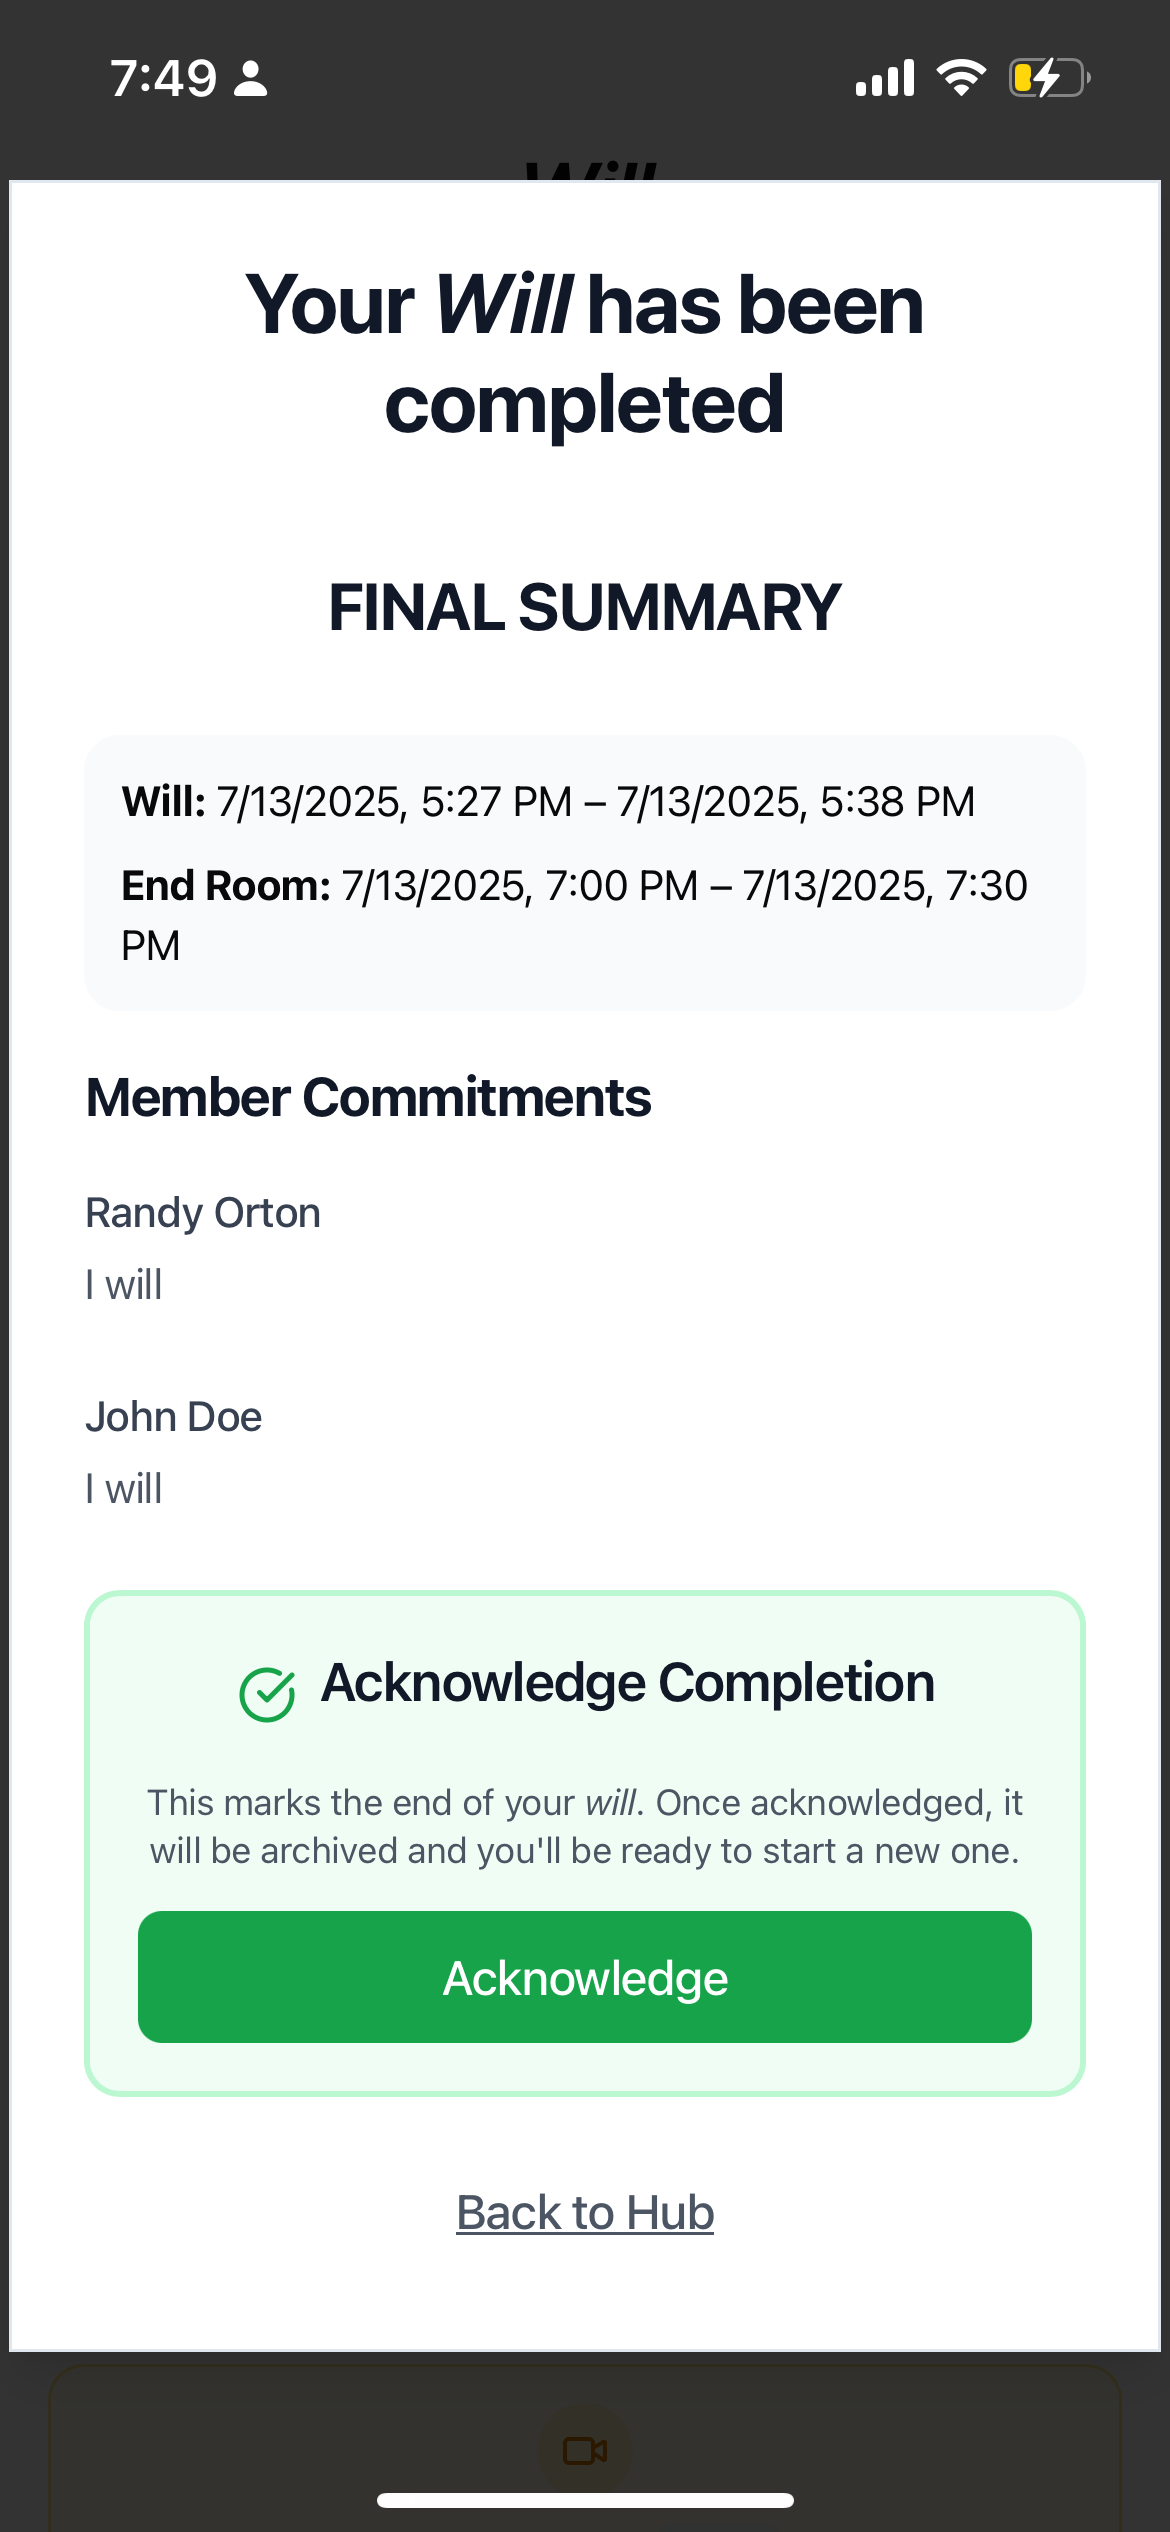 7:49
Will
Your Will has been
completed
FINAL SUMMARY
Will: 7/13/2025, 5:27 PM – 7/13/2025, 5:38 PM
End Room: 7/13/2025, 7:00 PM – 7/13/2025, 7:30
PM
Member Commitments
Randy Orton
I will
John Doe
I will
Acknowledge Completion
This marks the end of your will. Once acknowledged, it
will be archived and you'll be ready to start a new one.
Acknowledge
Back to Hub